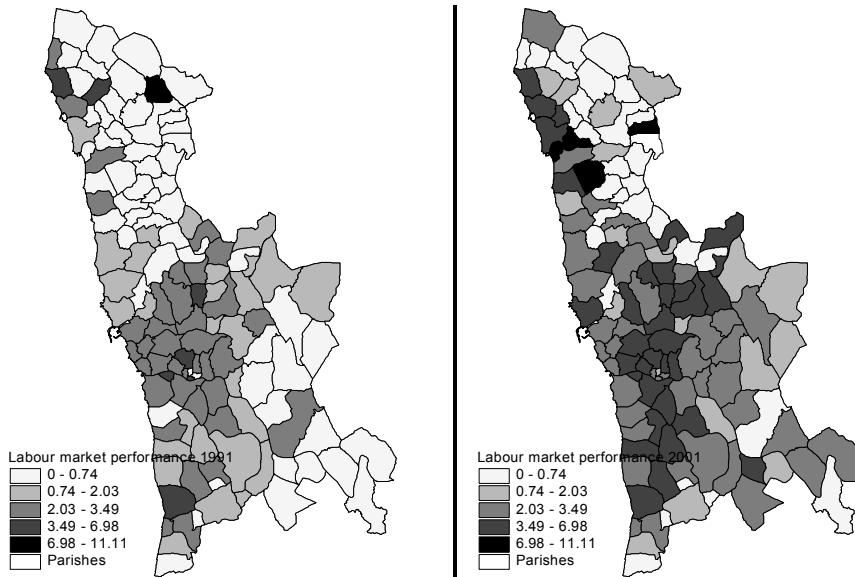 Labour market performance 1991
0 - 0.74
0.74 - 2.03
2.03 - 3.49
3.49 - 6.98
6.98 - 11.11
Parishes
Labour market performance 2001
0 - 0.74
0.74 - 2.03
2.03 - 3.49
3.49 - 6.98
6.98 - 11.11
Parishes